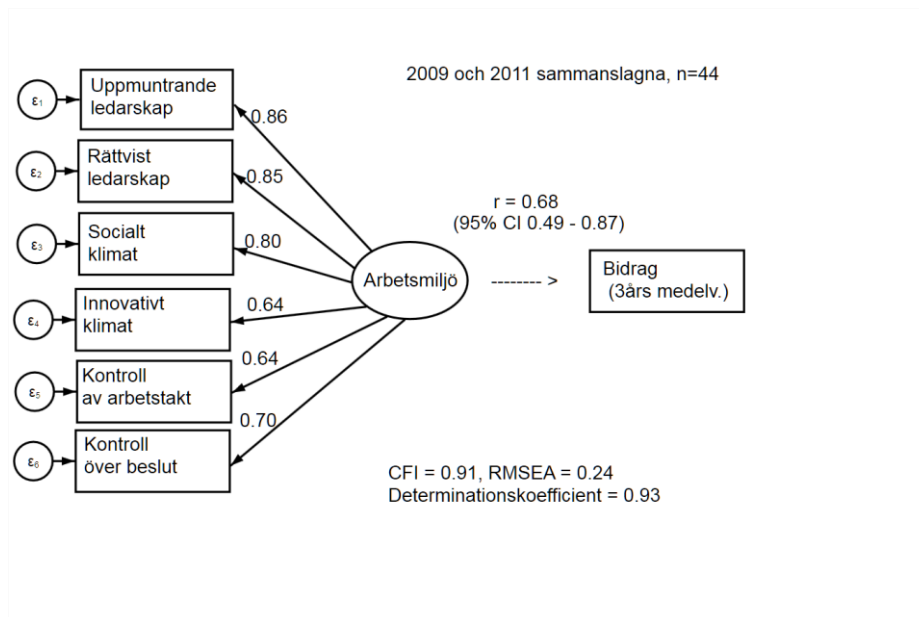 2009 och 2011 sammanslagna, n=44
ε₁
Uppmuntrande
ledarskap
0.86
ε₂
Rättvist
ledarskap
0.85
ε₃
Socialt
klimat
0.80
ε₄
Innovativt
klimat
0.64
ε₅
Kontroll
av arbetstakt
0.64
ε₆
Kontroll
över beslut
0.70
Arbetsmiljö
r = 0.68
(95% CI 0.49 - 0.87)
-------- >
Bidrag
(3års medelv.)
CFI = 0.91, RMSEA = 0.24
Determinationskoefficient = 0.93